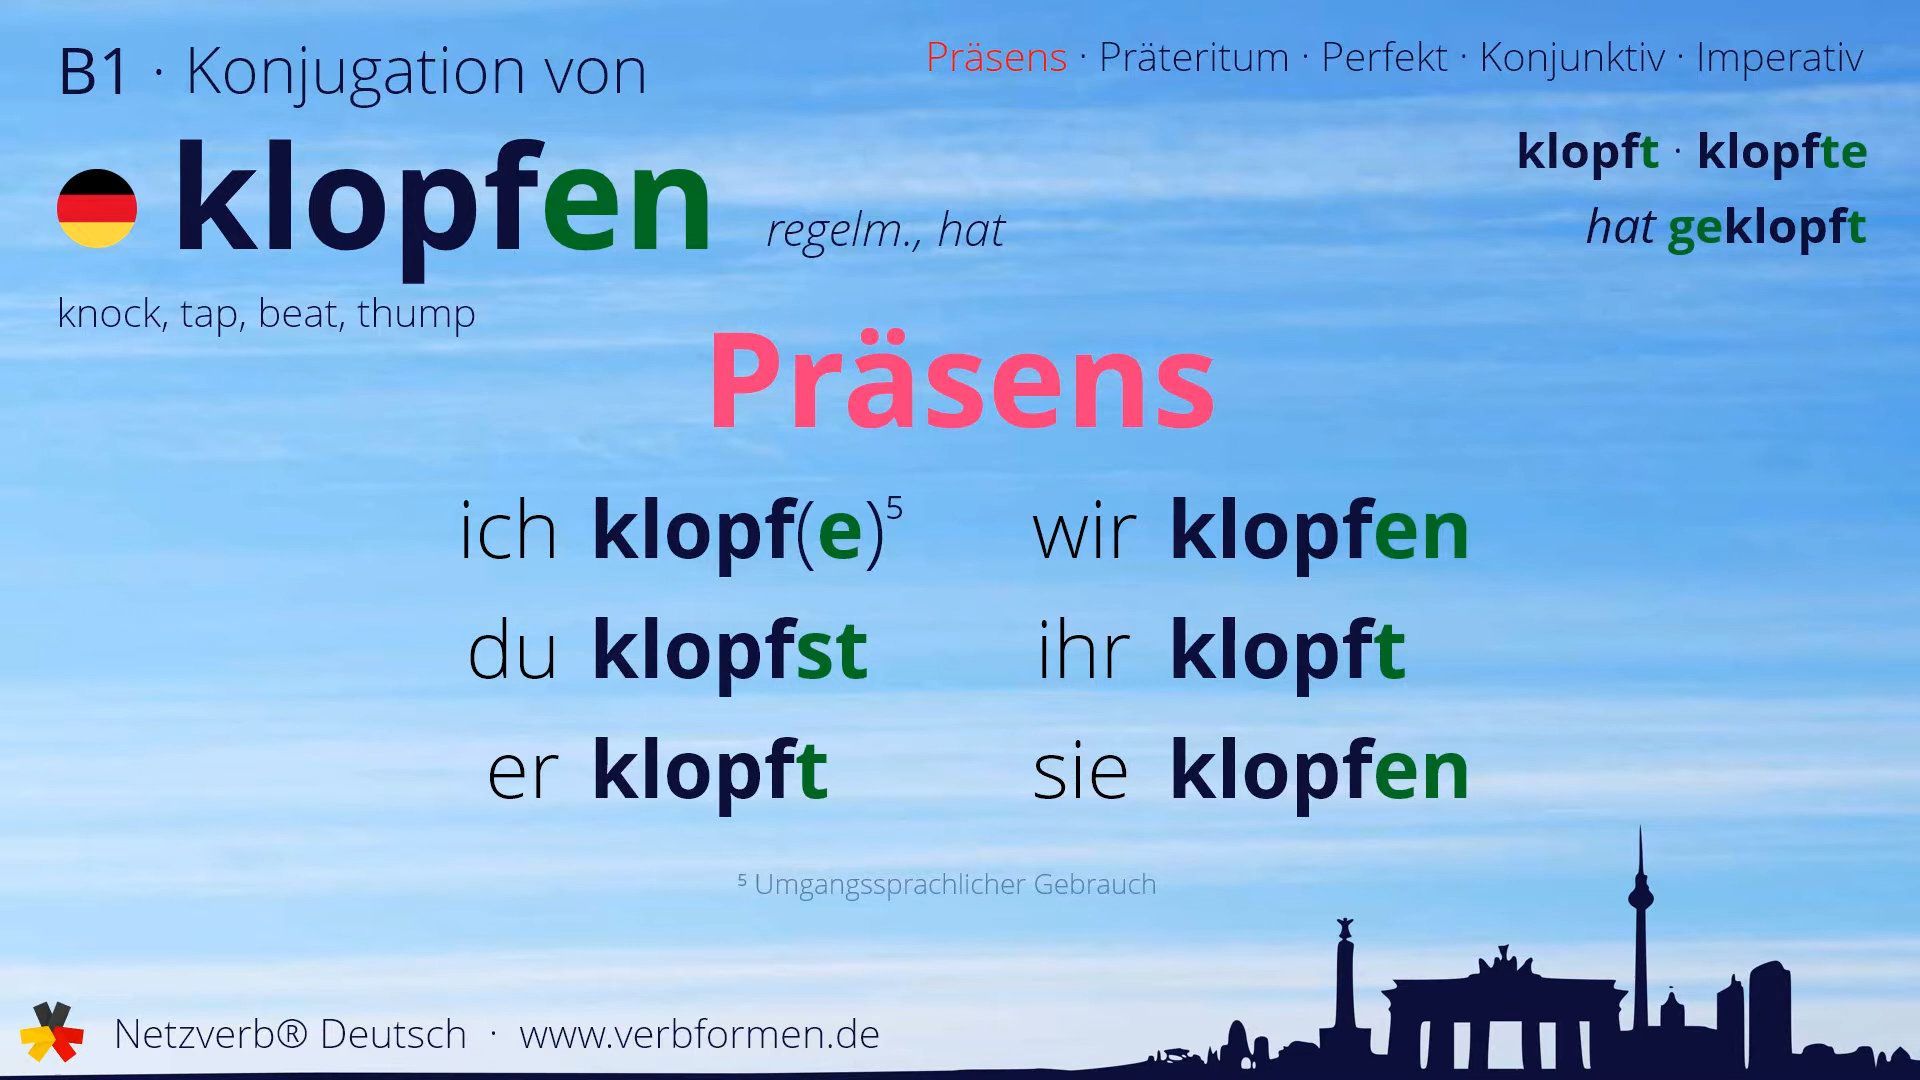 B1 · Konjugation von
Präsens · Präteritum · Perfekt · Konjunktiv · Imperativ
klopfen regelm., hat
klopft · klopfte
hat geklopft
knock, tap, beat, thump
Präsens
ich klopf(e)⁵ wir klopfen
du klopfst ihr klopft
er klopft sie klopfen
⁵ Umgangssprachlicher Gebrauch
Netzverb® Deutsch · www.verbformen.de